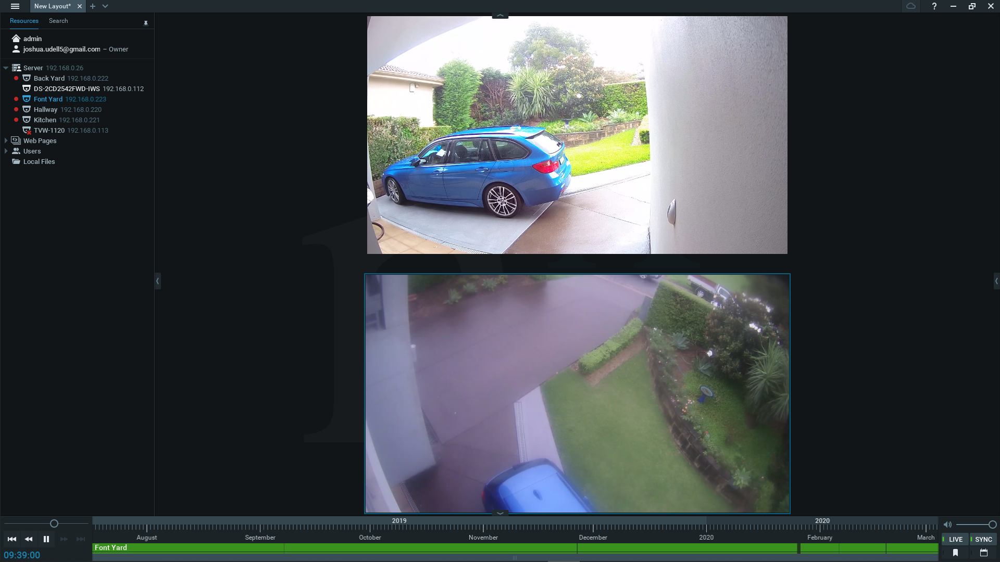 New Layout*
Resources Search
admin
joshua.udell5@gmail.com – Owner
Server 192.168.0.26
Back Yard 192.168.0.222
DS-2CD2542FWD-IWS 192.168.0.112
Font Yard 192.168.0.223
Hallway 192.168.0.220
Kitchen 192.168.0.221
TVW-1120 192.168.0.113
Web Pages
Users
Local Files
2019 2020
August September October November December 2020 February March
Font Yard
09:39:00
LIVE SYNC